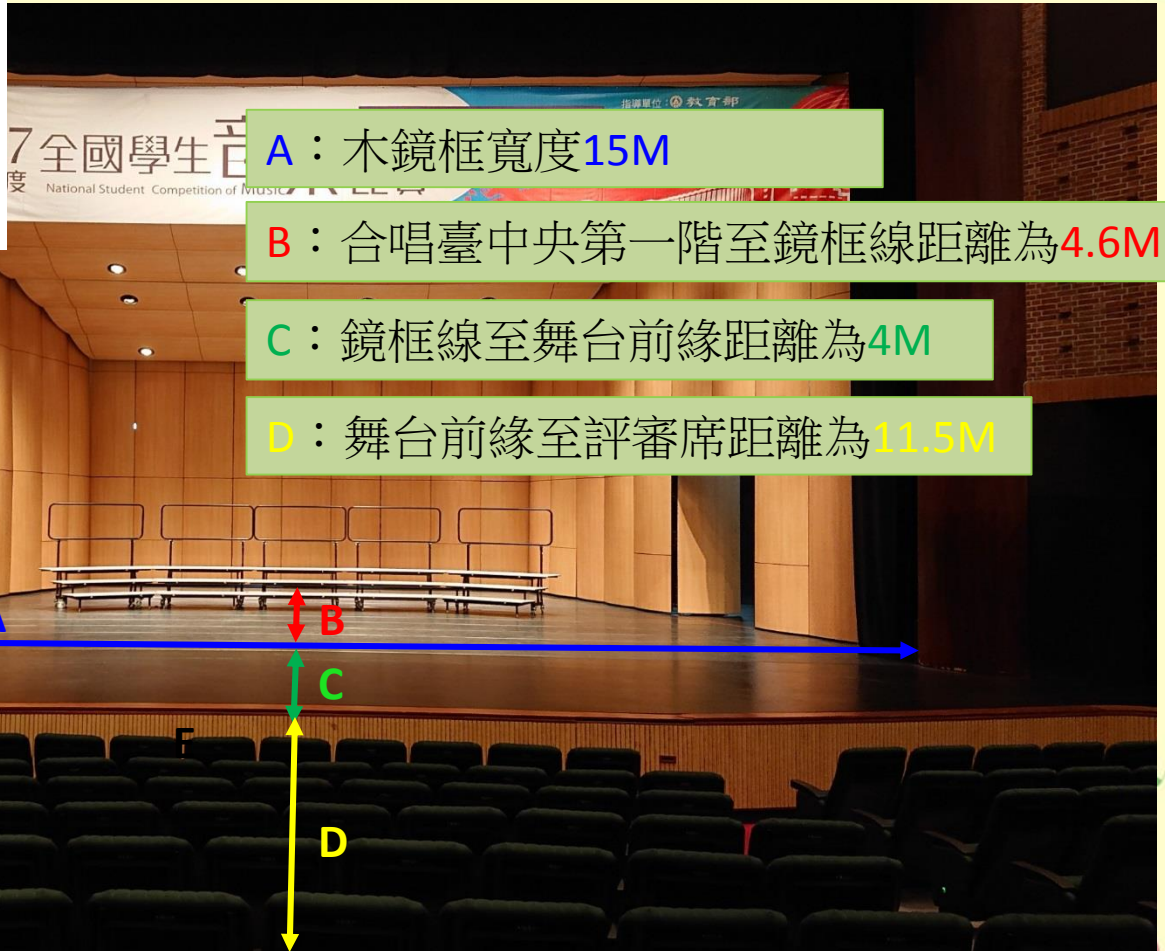 指導單位：教育部
7全國學生音
度 National Student Competition of Music
A：木鏡框寬度15M
B：合唱臺中央第一階至鏡框線距離為4.6M
C：鏡框線至舞台前緣距離為4M
D：舞台前緣至評審席距離為11.5M
B
A
C
F
D